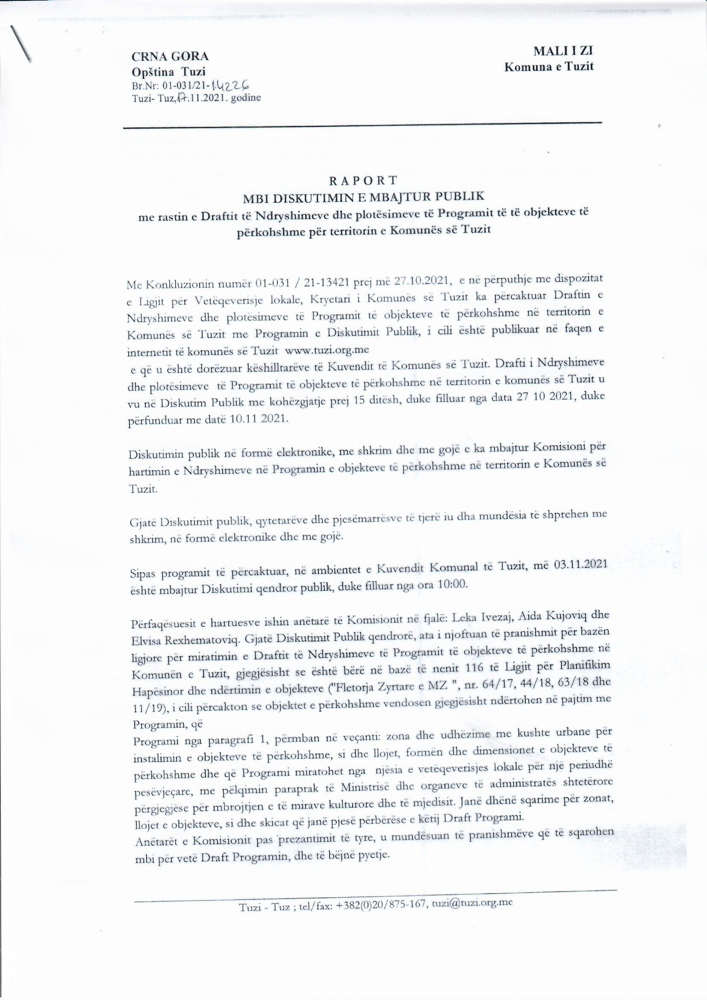 CRNA GORA
Opština Tuzi
Br.Nr: 01-031/21-14226
Tuzi- Tuz,17.11.2021. godine
MALI I ZI
Komuna e Tuzit
R A P O R T
MBI DISKUTIMIN E MBAJTUR PUBLIK
me rastin e Draftit të Ndryshimeve dhe plotësimeve të Programit të të objekteve të
përkohshme për territorin e Komunës së Tuzit
Me Konkluzionin numër 01-031 / 21-13421 prej më 27.10.2021, e në përputhje me dispozitat
e Ligjit për Vetëqeverisje lokale, Kryetari i Komunës së Tuzit ka përcaktuar Draftin e
Ndryshimeve dhe plotësimeve të Programit të objekteve të përkohshme në territorin e
Komunës së Tuzit me Programin e Diskutimit Publik, i cili është publikuar në faqen e
internetit të komunës së Tuzit www.tuzi.org.me
e që u është dorëzuar këshilltarëve të Kuvendit të Komunës së Tuzit. Drafti i Ndryshimeve
dhe plotësimeve të Programit të objekteve të përkohshme në territorin e komunës së Tuzit u
vu në Diskutim Publik me kohëzgjatje prej 15 ditësh, duke filluar nga data 27 10 2021, duke
përfunduar me datë 10.11 2021.
Diskutimin publik në formë elektronike, me shkrim dhe me gojë e ka mbajtur Komisioni për
hartimin e Ndryshimeve në Programin e objekteve të përkohshme në territorin e Komunës së
Tuzit.
Gjatë Diskutimit publik, qytetarëve dhe pjesëmarrësve të tjerë iu dha mundësia të shprehen me
shkrim, në formë elektronike dhe me gojë.
Sipas programit të përcaktuar, në ambientet e Kuvendit Komunal të Tuzit, më 03.11.2021
është mbajtur Diskutimi qendror publik, duke filluar nga ora 10:00.
Përfaqësuesit e hartuesve ishin anëtarë të Komisionit në fjalë: Leka Ivezaj, Aida Kujoviq dhe
Elvisa Rexhematoviq. Gjatë Diskutimit Publik qendrorë, ata i njoftuan të pranishmit për bazën
ligjore për miratimin e Draftit të Ndryshimeve të Programit të objekteve të përkohshme në
Komunën e Tuzit, gjegjësisht se është bërë në bazë të nenit 116 të Ligjit për Planifikim
Hapësinor dhe ndërtimin e objekteve ("Fletorja Zyrtare e MZ ", nr. 64/17, 44/18, 63/18 dhe
11/19), i cili përcakton se objektet e përkohshme vendosen gjegjësisht ndërtohen në pajtim me
Programin, që
Programi nga paragrafi 1, përmban në veçanti: zona dhe udhëzime me kushte urbane për
instalimin e objekteve të përkohshme, si dhe llojet, formën dhe dimensionet e objekteve të
përkohshme dhe që Programi miratohet nga njësia e vetëqeverisjes lokale për një periudhë
pesëvjeçare, me pëlqimin paraprak të Ministrisë dhe organeve të administratës shtetërore
përgjegjëse për mbrojtjen e të mirave kulturore dhe të mjedisit. Janë dhënë sqarime për zonat,
llojet e objekteve, si dhe skicat që janë pjesë përbërëse e këtij Draft Programi.
Anëtarët e Komisionit pas prezantimit të tyre, u mundësuan të pranishmëve që të sqarohen
mbi për vetë Draft Programin, dhe të bëjnë pyetje.
Tuzi - Tuz ; tel/fax: +382(0)20/875-167, tuzi@tuzi.org.me